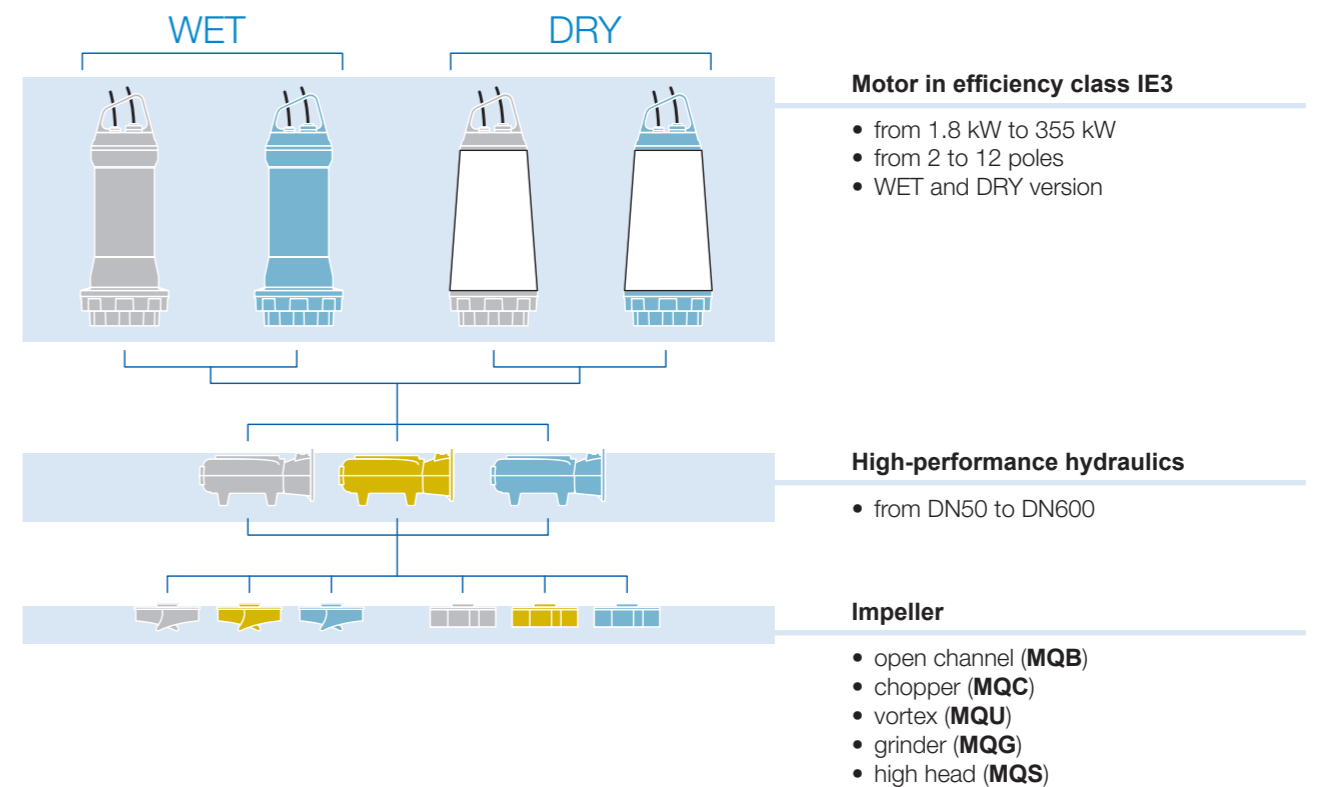 WET
DRY
Motor in efficiency class IE3
• from 1.8 kW to 355 kW
• from 2 to 12 poles
• WET and DRY version
High-performance hydraulics
• from DN50 to DN600
Impeller
• open channel (MQB)
• chopper (MQC)
• vortex (MQU)
• grinder (MQG)
• high head (MQS)